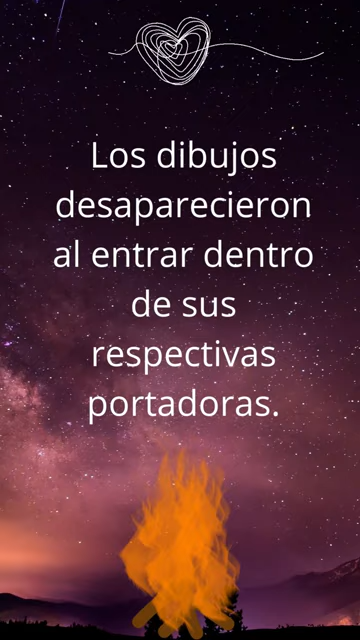 Los dibujos
desaparecieron
al entrar dentro
de sus
respectivas
portadoras.